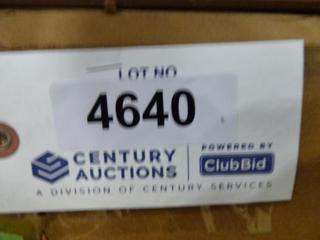 LOT NO
4640
CENTURY AUCTIONS
POWERED BY
ClubBid
A DIVISION OF CENTURY SERVICES